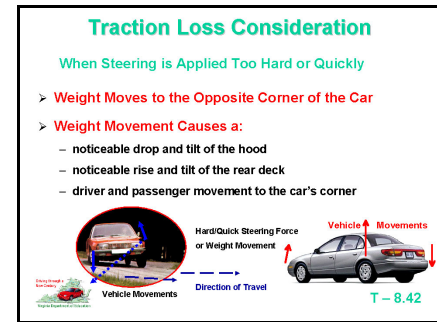 Traction Loss Consideration
When Steering is Applied Too Hard or Quickly
➢ Weight Moves to the Opposite Corner of the Car
➢ Weight Movement Causes a:
– noticeable drop and tilt of the hood
– noticeable rise and tilt of the rear deck
– driver and passenger movement to the car's corner
Hard/Quick Steering Force
or Weight Movement
Vehicle Movements
Direction of Travel
Vehicle Movements
T – 8.42